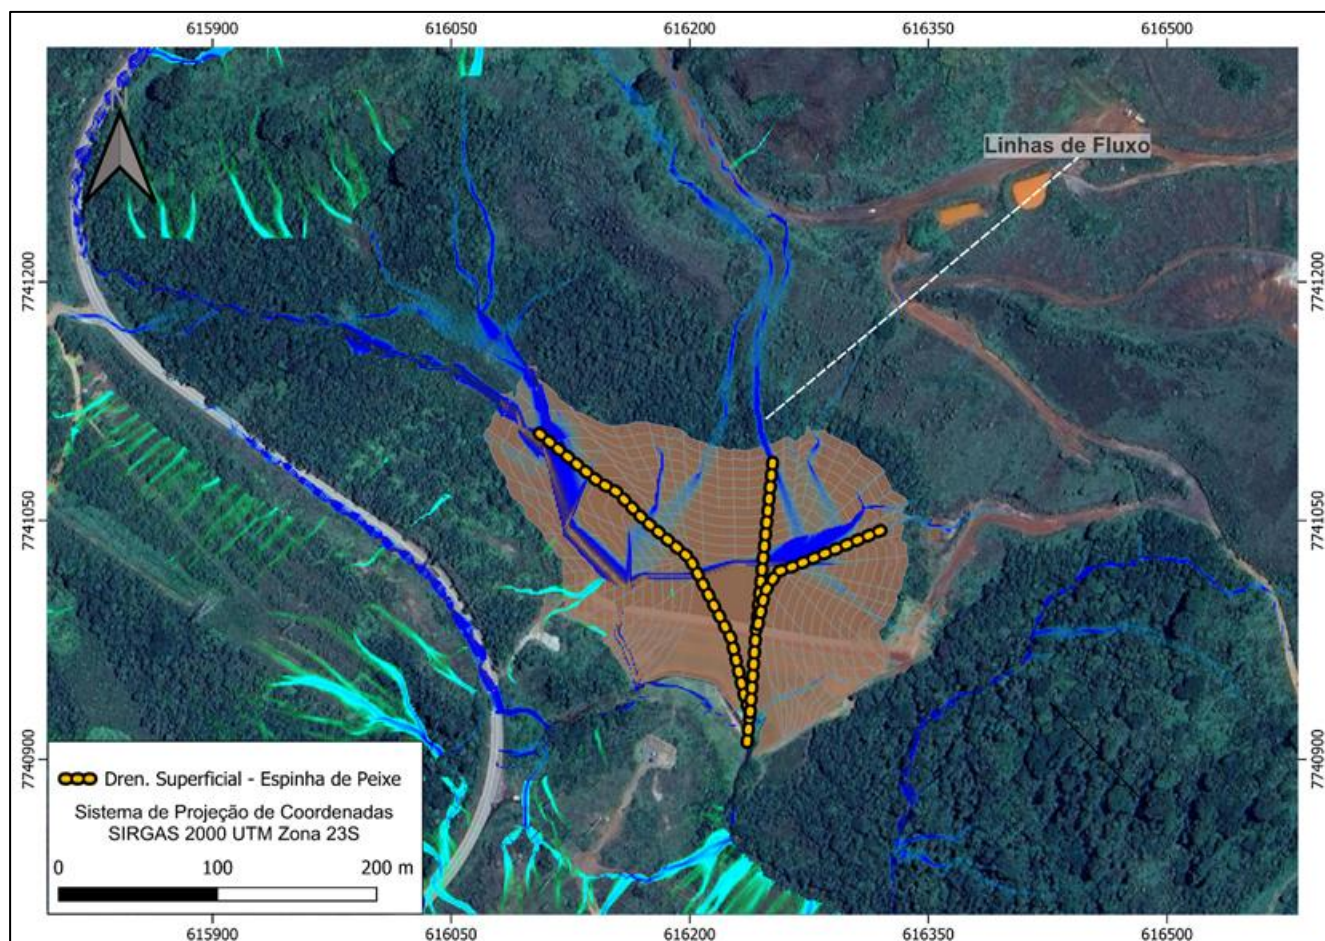 615900 616050 616200 616350 616500
N
Linhas de Fluxo
7741200 7741200
7741050 7741050
7740900 7740900
Dren. Superficial - Espinha de Peixe
Sistema de Projeção de Coordenadas
SIRGAS 2000 UTM Zona 23S
0 100 200 m
615900 616050 616200 616350 616500